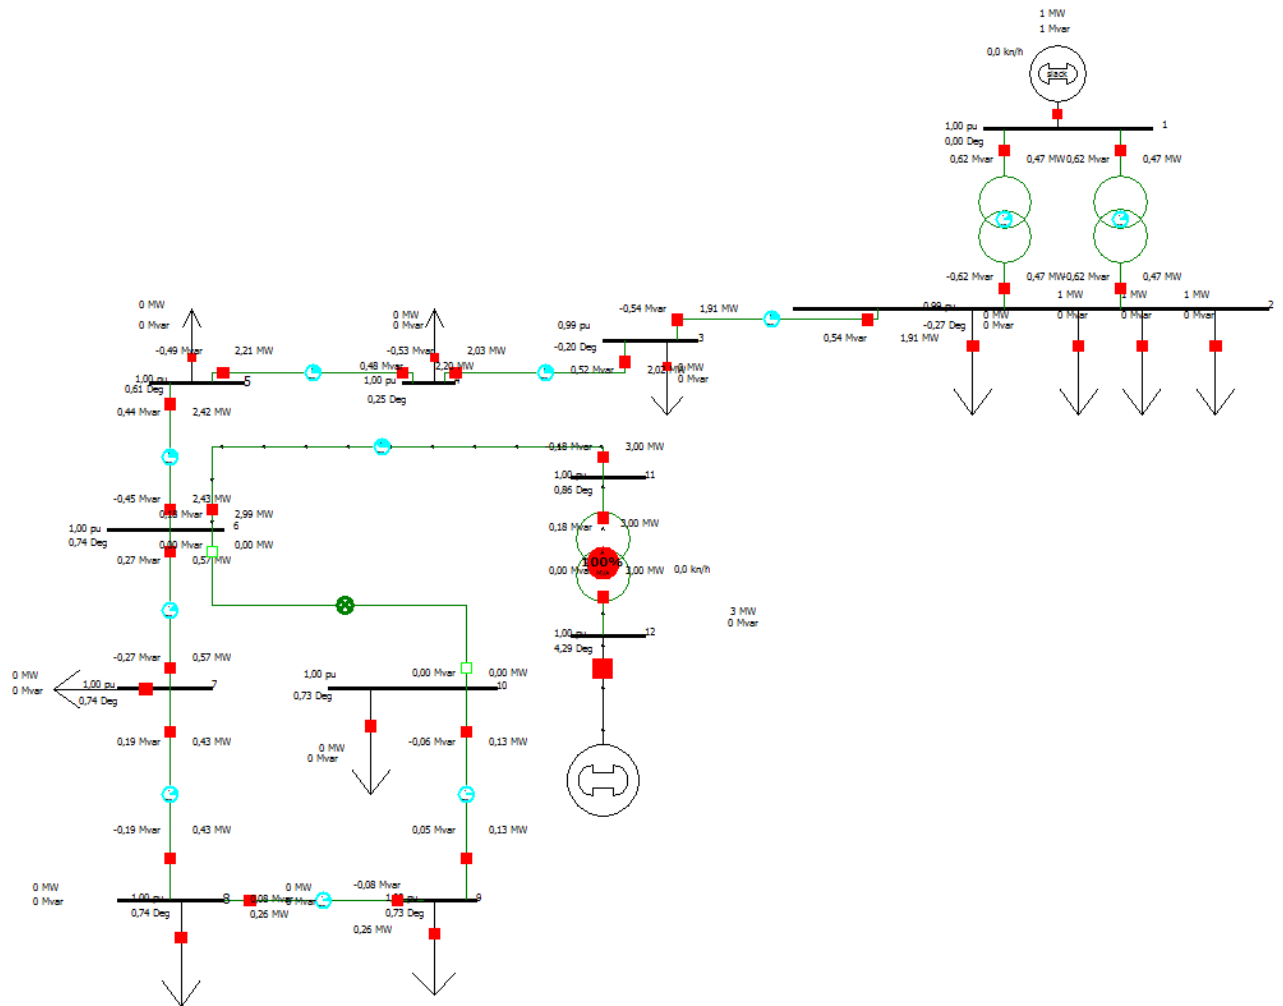 1 MW
1 Mvar
0,0 kn/h
slack
1,00 pu
1
0,00 Deg
0,62 Mvar
0,47 MW
0,62 Mvar
0,47 MW
-0,62 Mvar
0,47 MW
-0,62 Mvar
0,47 MW
1 MW
1 MW
1 MW
0,99 pu
2
0 MW
0 Mvar
0 Mvar
0 Mvar
0 Mvar
-0,27 Deg
0,54 Mvar
1,91 MW
-0,54 Mvar
1,91 MW
0,99 pu
3
-0,20 Deg
0,52 Mvar
0 MW
0 Mvar
0 MW
0 Mvar
-0,53 Mvar
2,03 MW
0,48 Mvar
2,20 MW
1,00 pu
0,25 Deg
0 MW
0 Mvar
-0,49 Mvar
2,21 MW
1,00 pu
5
0,61 Deg
0,44 Mvar
2,42 MW
-0,45 Mvar
2,43 MW
0,18 Mvar
2,99 MW
1,00 pu
6
0,74 Deg
0,00 Mvar
0,00 MW
0,27 Mvar
0,57 MW
0,18 Mvar
3,00 MW
1,00 pu
11
0,86 Deg
0,18 Mvar
3,00 MW
100%
0,00 Mvar
3,00 MW
0,0 kn/h
3 MW
0 Mvar
1,00 pu
12
4,29 Deg
-0,27 Mvar
0,57 MW
0 MW
0 Mvar
1,00 pu
7
0,74 Deg
0,19 Mvar
0,43 MW
0,00 Mvar
0,00 MW
1,00 pu
10
0,73 Deg
0 MW
0 Mvar
-0,06 Mvar
0,13 MW
-0,19 Mvar
0,43 MW
0,05 Mvar
0,13 MW
0 MW
0 Mvar
1,00 pu
8
0,74 Deg
0,08 Mvar
0,26 MW
0 MW
0 Mvar
-0,08 Mvar
1,00 pu
9
0,73 Deg
0,26 MW